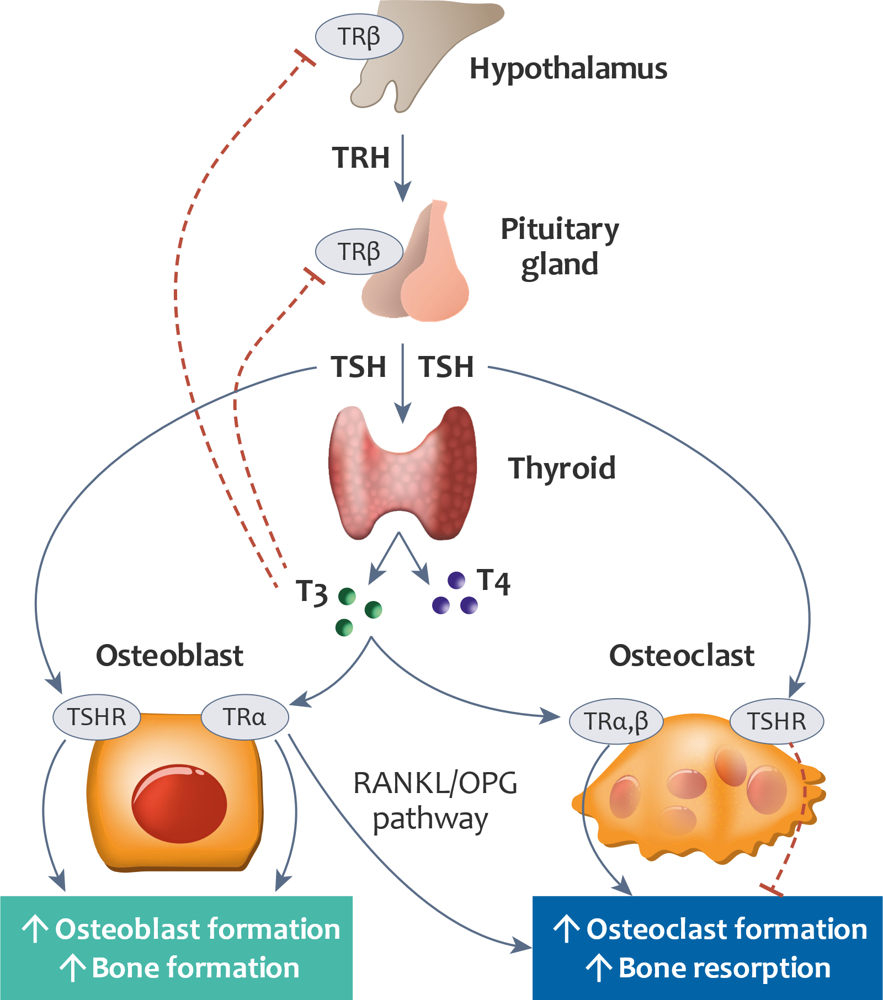 TRβ
Hypothalamus
TRH
TRβ
Pituitary
gland
TSH
TSH
Thyroid
T3
T4
Osteoblast
Osteoclast
TSHR
TRα
TRα,β
TSHR
RANKL/OPG
pathway
↑ Osteoblast formation
↑ Bone formation
↑ Osteoclast formation
↑ Bone resorption